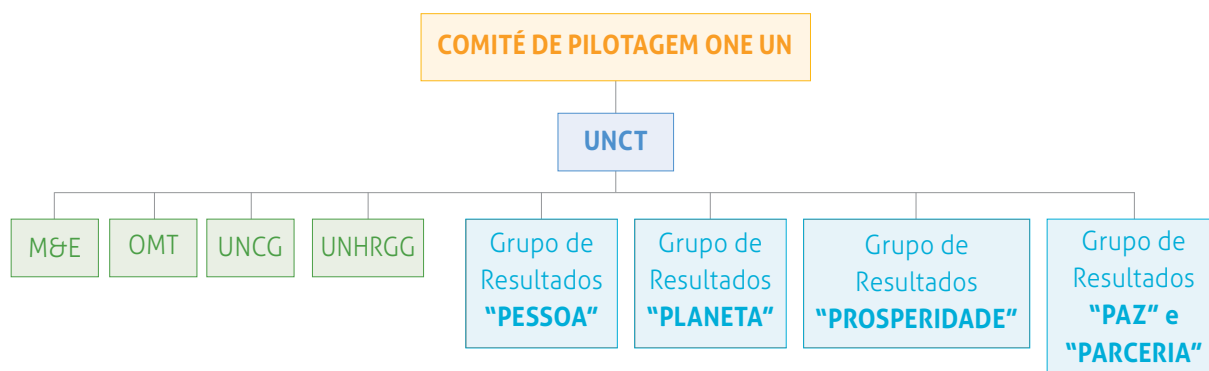 COMITÉ DE PILOTAGEM ONE UN
UNCT
M&E
OMT
UNCG
UNHRGG
Grupo de
Resultados
“PESSOA”
Grupo de
Resultados
“PLANETA”
Grupo de
Resultados
“PROSPERIDADE”
Grupo de
Resultados
“PAZ” e
“PARCERIA”